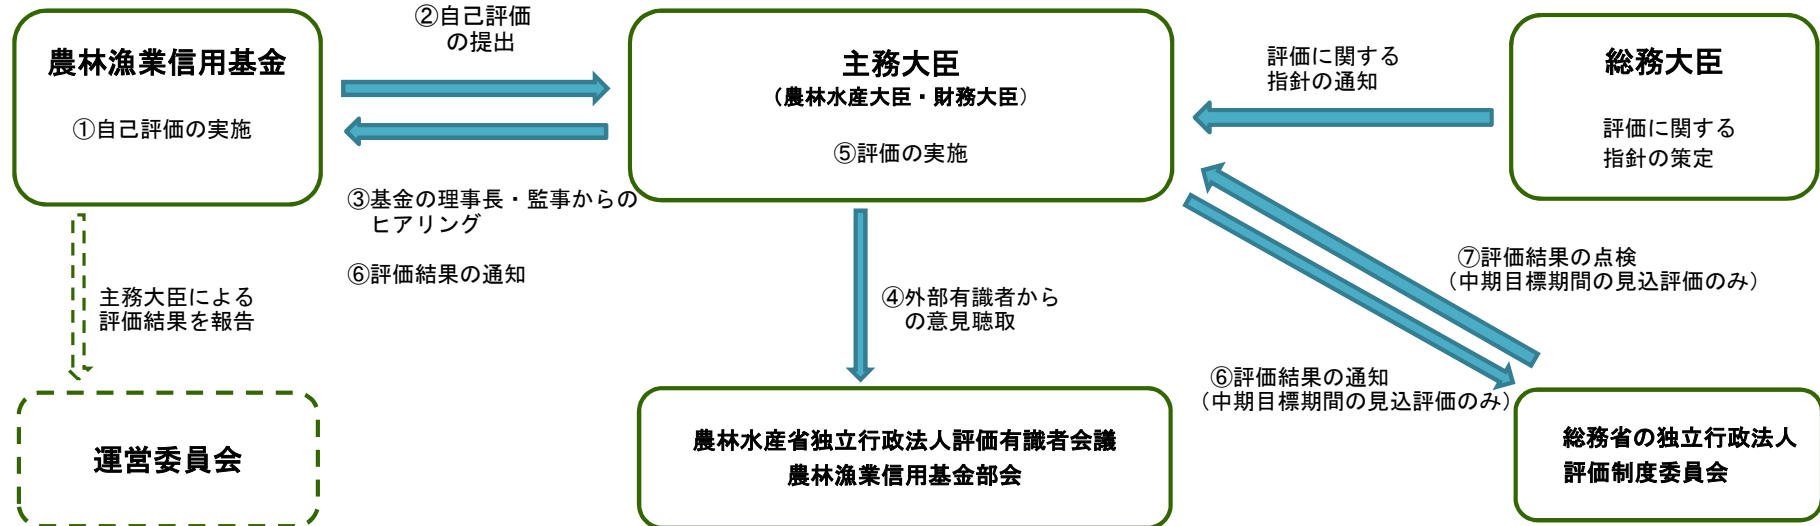 農林漁業信用基金
①自己評価の実施
②自己評価
の提出
③基金の理事長・監事からの
ヒアリング
⑥評価結果の通知
主務大臣
（農林水産大臣・財務大臣）
⑤評価の実施
評価に関する
指針の通知
総務大臣
評価に関する
指針の策定
主務大臣による
評価結果を報告
④外部有識者から
の意見聴取
⑦評価結果の点検
（中期目標期間の見込評価のみ）
⑥評価結果の通知
（中期目標期間の見込評価のみ）
運営委員会
農林水産省独立行政法人評価有識者会議
農林漁業信用基金部会
総務省の独立行政法人
評価制度委員会